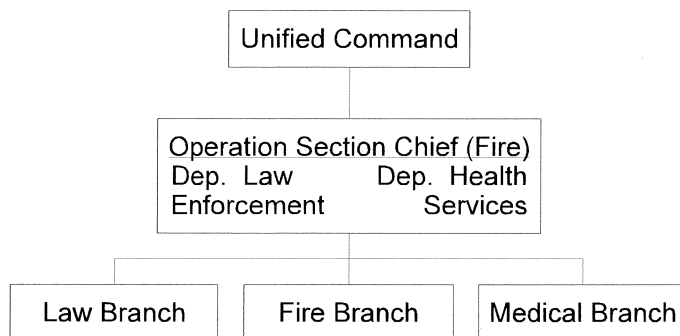 Unified Command
Operation Section Chief (Fire)
Dep. Law Dep. Health
Enforcement Services
Law Branch Fire Branch Medical Branch